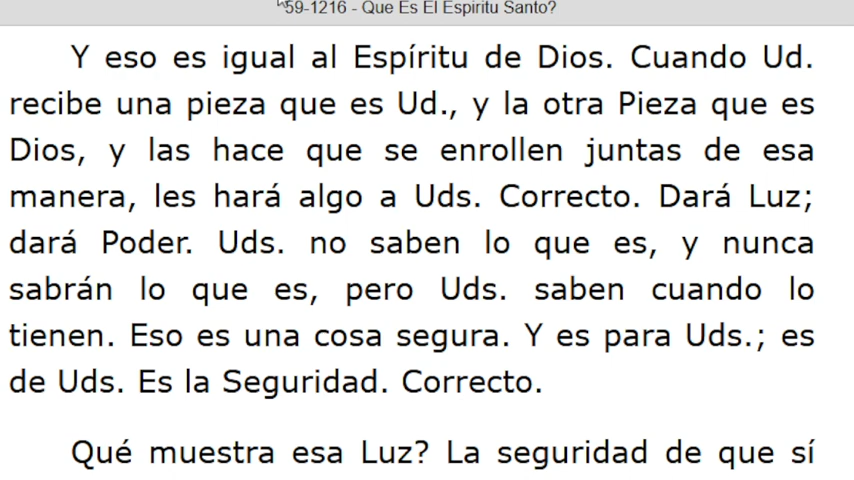 59-1216 - Que Es El Espiritu Santo?
Y eso es igual al Espíritu de Dios. Cuando Ud.
recibe una pieza que es Ud., y la otra Pieza que es
Dios, y las hace que se enrollen juntas de esa
manera, les hará algo a Uds. Correcto. Dará Luz;
dará Poder. Uds. no saben lo que es, y nunca
sabrán lo que es, pero Uds. saben cuando lo
tienen. Eso es una cosa segura. Y es para Uds.; es
de Uds. Es la Seguridad. Correcto.
Qué muestra esa Luz? La seguridad de que sí